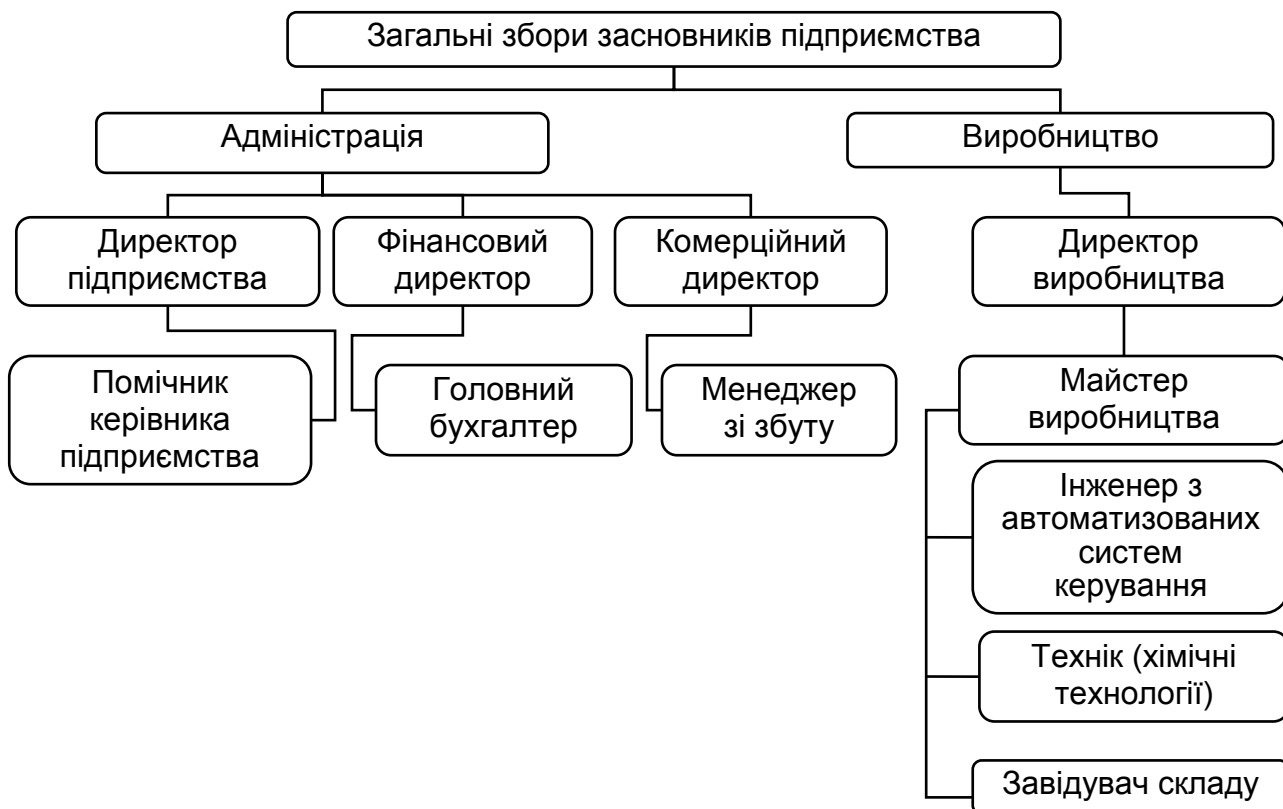 Загальні збори засновників підприємства
Адміністрація
Виробництво
Директор
підприємства
Фінансовий
директор
Комерційний
директор
Директор
виробництва
Помічник
керівника
підприємства
Головний
бухгалтер
Менеджер
зі збуту
Майстер
виробництва
Інженер з
автоматизованих
систем
керування
Технік (хімічні
технології)
Завідувач складу